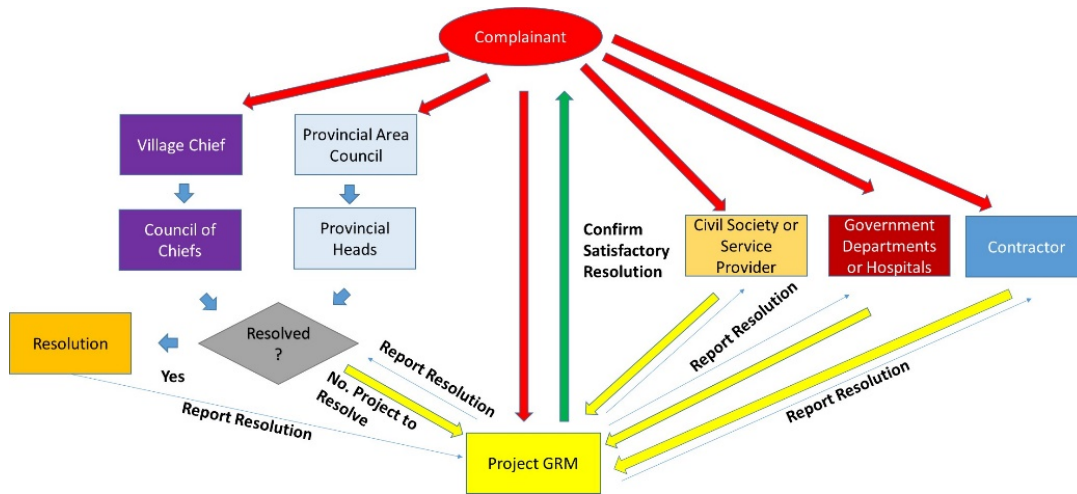 Complainant
Village Chief
Provincial Area
Council
Council of
Chiefs
Provincial
Heads
Confirm
Satisfactory
Resolution
Civil Society or
Service
Provider
Government
Departments
or Hospitals
Contractor
Resolution
Resolved
?
Yes
Report Resolution
No. Project to
Resolve
Report Resolution
Report Resolution
Report Resolution
Project GRM